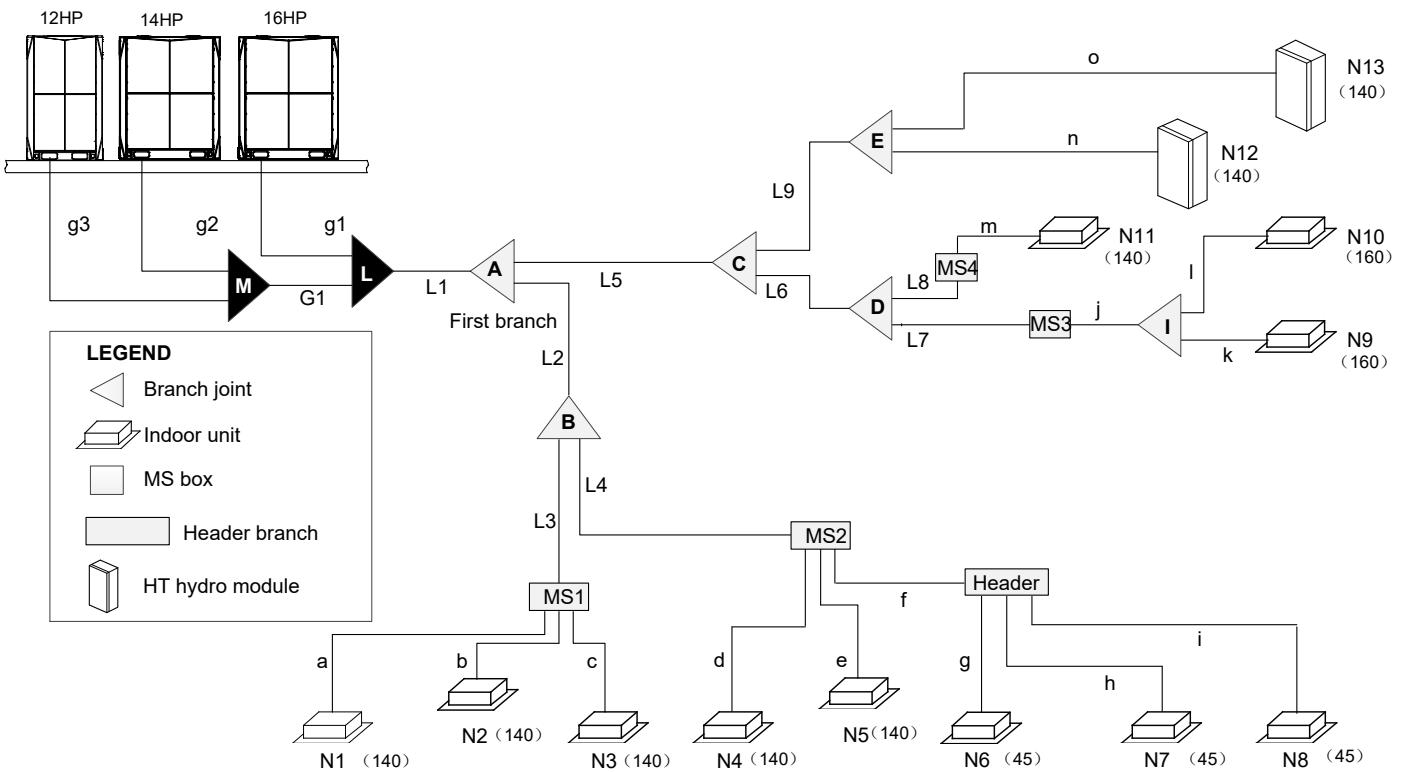 12HP
14HP
16HP
g3
g2
g1
M
L
G1
L1
A
First branch
L5
C
L9
L6
E
o
n
N13
（140）
N12
（140）
D
L8
MS4
m
N11
（140）
L7
MS3
j
I
l
N10
（160）
k
N9
（160）
L2
B
L3
L4
MS1
a
b
c
N1（140）
N2（140）
N3（140）
MS2
d
e
f
N4（140）
N5（140）
Header
g
h
i
N6（45）
N7（45）
N8（45）
LEGEND
Branch joint
Indoor unit
MS box
Header branch
HT hydro module